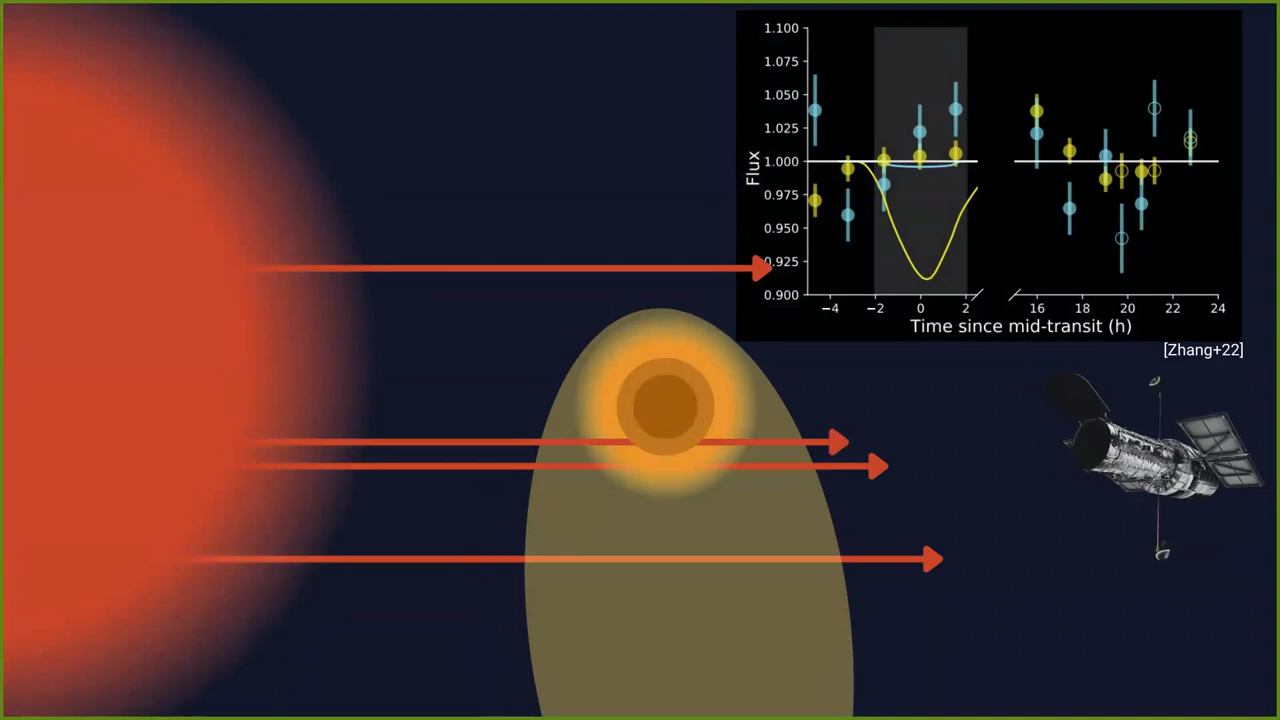 1.100
1.075
1.050
1.025
1.000
0.975
0.950
0.925
0.900
Flux
−4 −2 0 2 16 18 20 22 24
Time since mid-transit (h)
[Zhang+22]